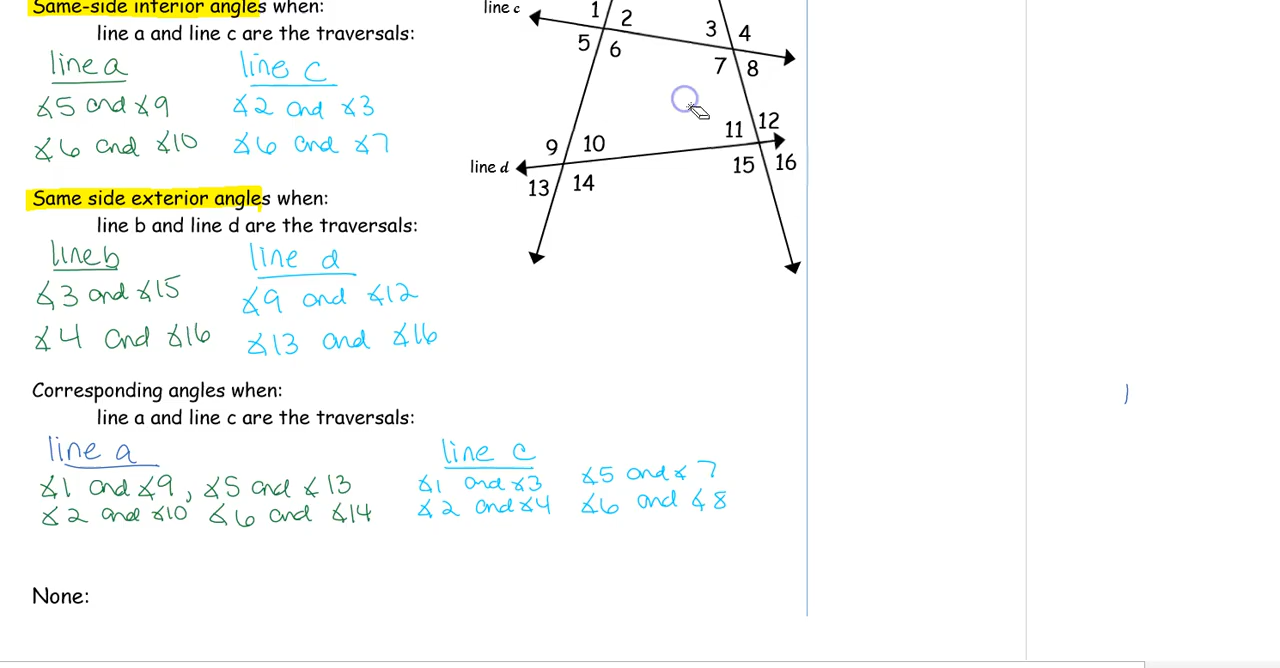 Same-side interior angles when:
line a and line c are the traversals:
line a
∡5 and ∡9
∡6 and ∡10
line c
∡2 and ∡3
∡6 and ∡7
Same side exterior angles when:
line b and line d are the traversals:
line b
∡3 and ∡15
∡4 and ∡16
line d
∡9 and ∡12
∡13 and ∡16
Corresponding angles when:
line a and line c are the traversals:
line a
∡1 and ∡9, ∡5 and ∡13
∡2 and ∡10 ∡6 and ∡14
line c
∡1 and ∡3 ∡5 and ∡7
∡2 and ∡4 ∡6 and ∡8
None:
line c
1 2
3 4
5 6
7 8
11 12
9 10
line d
15 16
13 14